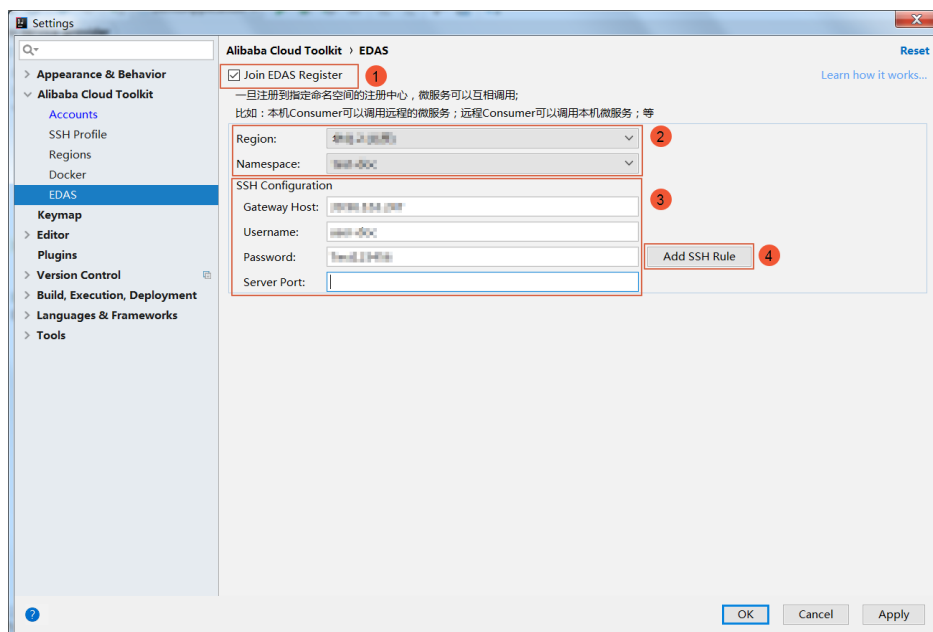 Settings
Alibaba Cloud Toolkit › EDAS
Reset
Appearance & Behavior
Join EDAS Register
1
Learn how it works...
Alibaba Cloud Toolkit
一旦注册到指定命名空间的注册中心，微服务可以互相调用;
Accounts
比如：本机Consumer可以调用远程的微服务；远程Consumer可以调用本机微服务；等
SSH Profile
Region:
2
Regions
Namespace:
Docker
EDAS
SSH Configuration
Gateway Host:
3
Keymap
Editor
Username:
Plugins
Password:
Add SSH Rule
4
Version Control
Server Port:
Build, Execution, Deployment
Languages & Frameworks
Tools
?
OK
Cancel
Apply